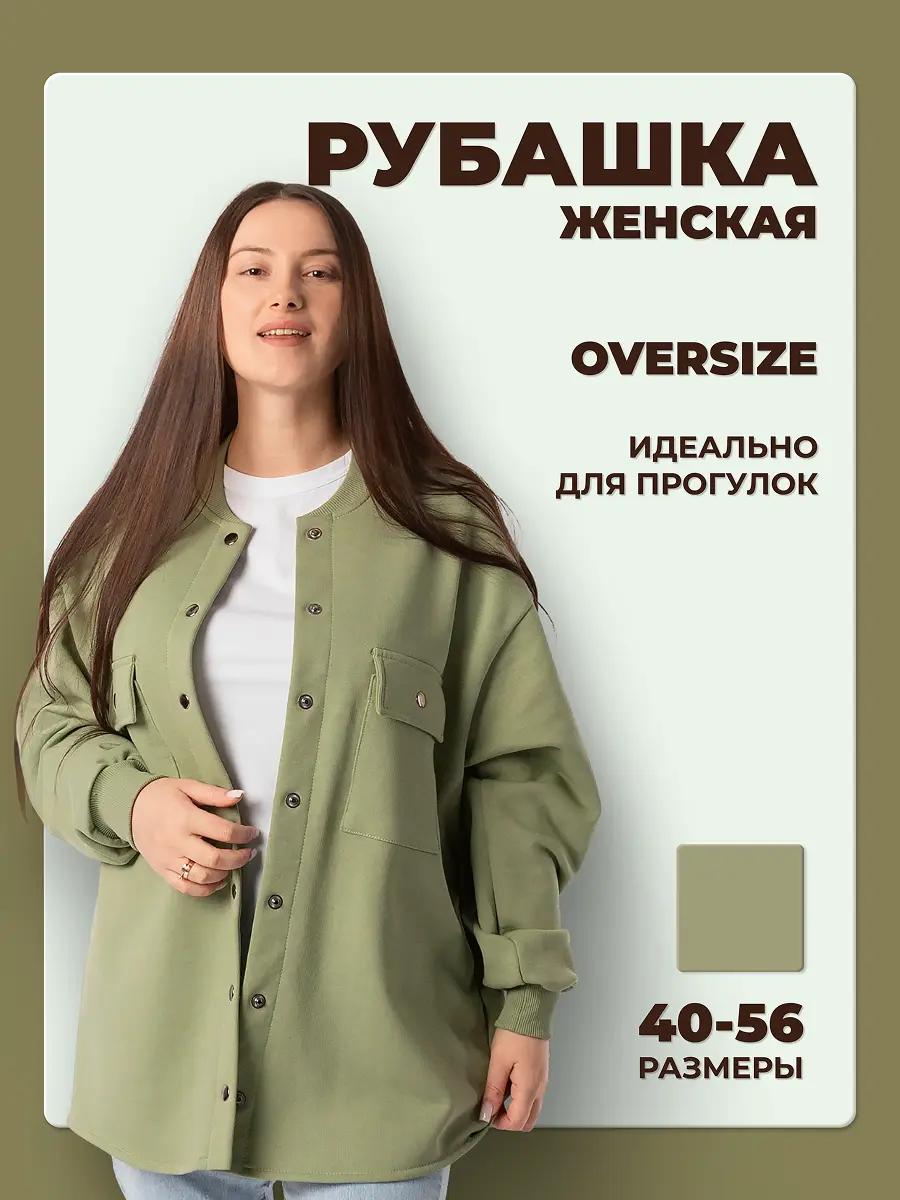 РУБАШКА
ЖЕНСКАЯ
OVERSIZE
ИДЕАЛЬНО
ДЛЯ ПРОГУЛОК
40-56
РАЗМЕРЫ